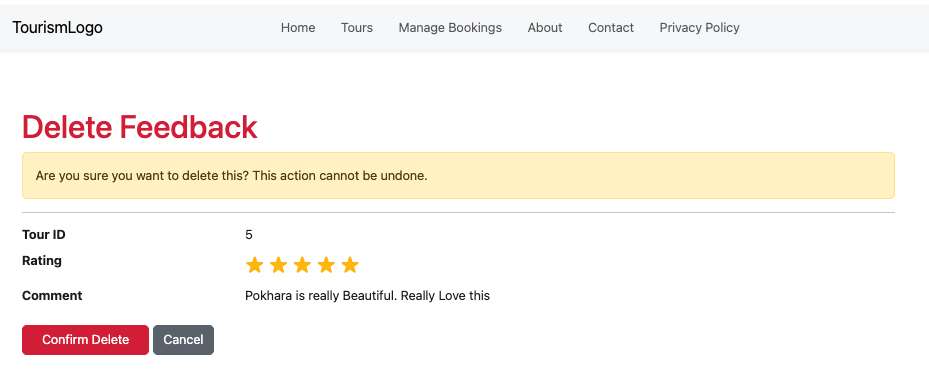 TourismLogo Home Tours Manage Bookings About Contact Privacy Policy
Delete Feedback
Are you sure you want to delete this? This action cannot be undone.
Tour ID 5
Rating
Comment Pokhara is really Beautiful. Really Love this
Confirm Delete Cancel